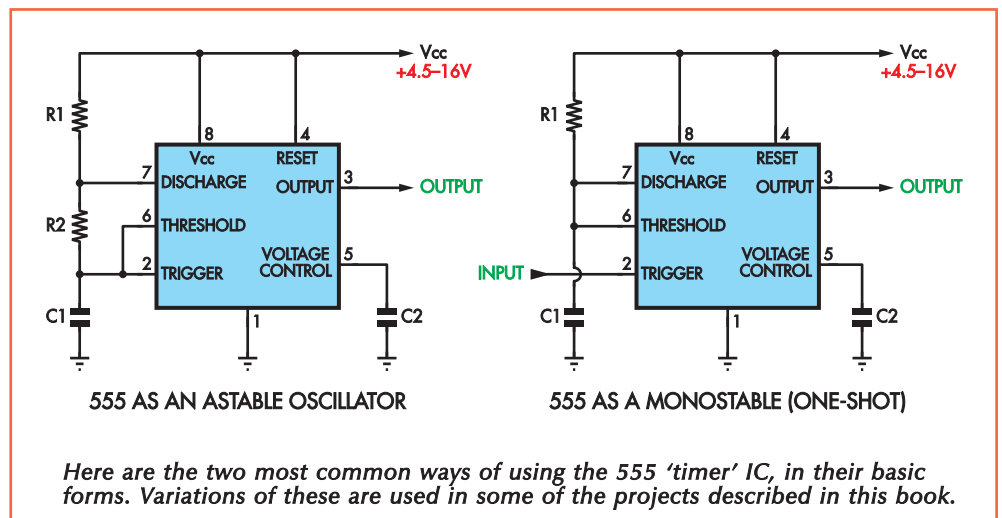 Vcc
+4.5–16V
R1
8
4
Vcc
RESET
7
DISCHARGE
3
OUTPUT
OUTPUT
R2
6
THRESHOLD
VOLTAGE
CONTROL
5
2
TRIGGER
C1
1
C2
555 AS AN ASTABLE OSCILLATOR
Vcc
+4.5–16V
R1
8
4
Vcc
RESET
7
DISCHARGE
3
OUTPUT
OUTPUT
6
THRESHOLD
VOLTAGE
CONTROL
5
INPUT
2
TRIGGER
C1
1
C2
555 AS A MONOSTABLE (ONE-SHOT)
Here are the two most common ways of using the 555 ‘timer’ IC, in their basic
forms. Variations of these are used in some of the projects described in this book.